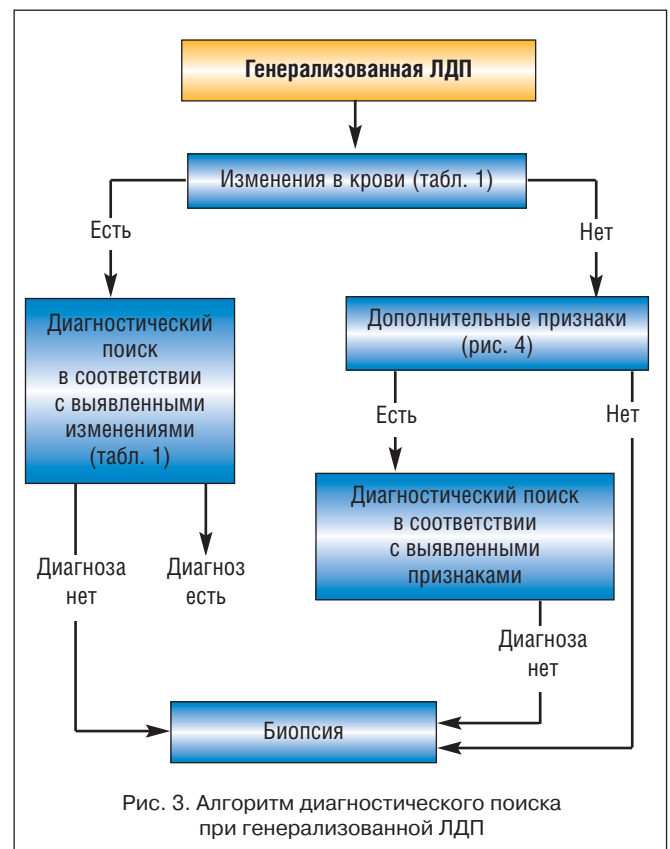 Генерализованная ЛДП
Изменения в крови (табл. 1)
Есть
Нет
Диагностический
поиск
в соответствии
с выявленными
изменениями
(табл. 1)
Дополнительные признаки
(рис. 4)
Есть
Нет
Диагностический поиск
в соответствии
с выявленными
признаками
Диагноза
нет
Диагноз
есть
Диагноза
нет
Биопсия
Рис. 3. Алгоритм диагностического поиска
при генерализованной ЛДП